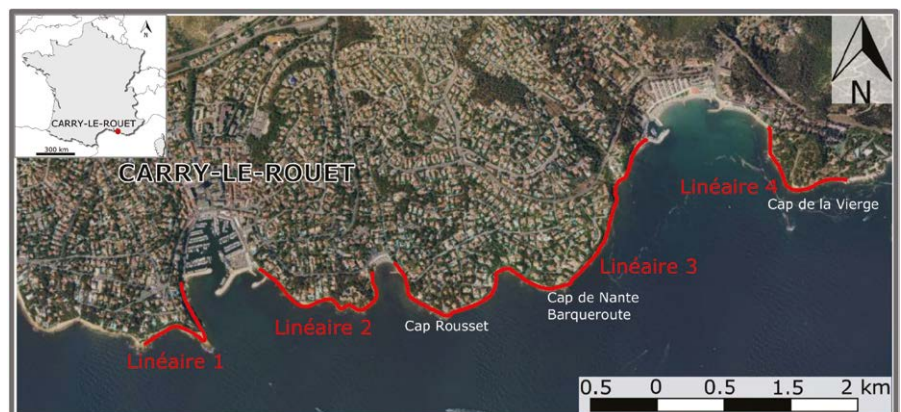 N
CARRY-LE-ROUET
300 km
N
CARRY-LE-ROUET
Linéaire 4
Cap de la Vierge
Linéaire 3
Cap de Nante
Barqueroute
Linéaire 2
Cap Rousset
Linéaire 1
0.5 0 0.5 1.5 2 km